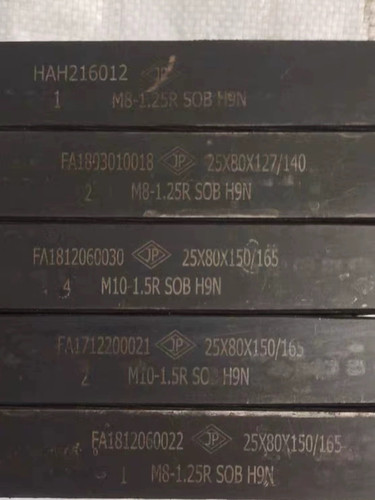 HAH216012 JP
1 M8-1.25R SOB H9N
FA1803010018 JP 25X80X127/140
2 M8-1.25R SOB H9N
FA1812060030 JP 25X80X150/165
4 M10-1.5R SOB H9N
FA1712200021 JP 25X80X150/165
2 M10-1.5R SOB H9N
FA1812060022 JP 25X80X150/165
1 M8-1.25R SOB H9N